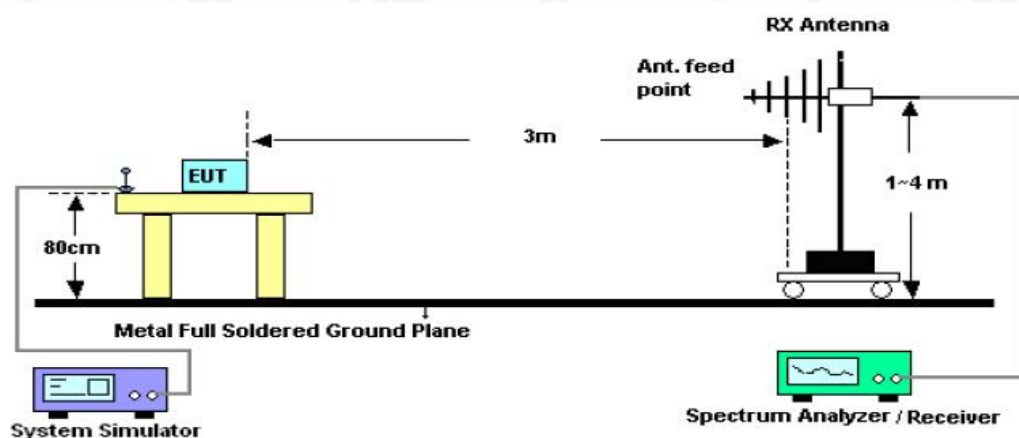 RX Antenna
Ant. feed
point
3m
EUT
1~4 m
80cm
Metal Full Soldered Ground Plane
System Simulator
Spectrum Analyzer / Receiver